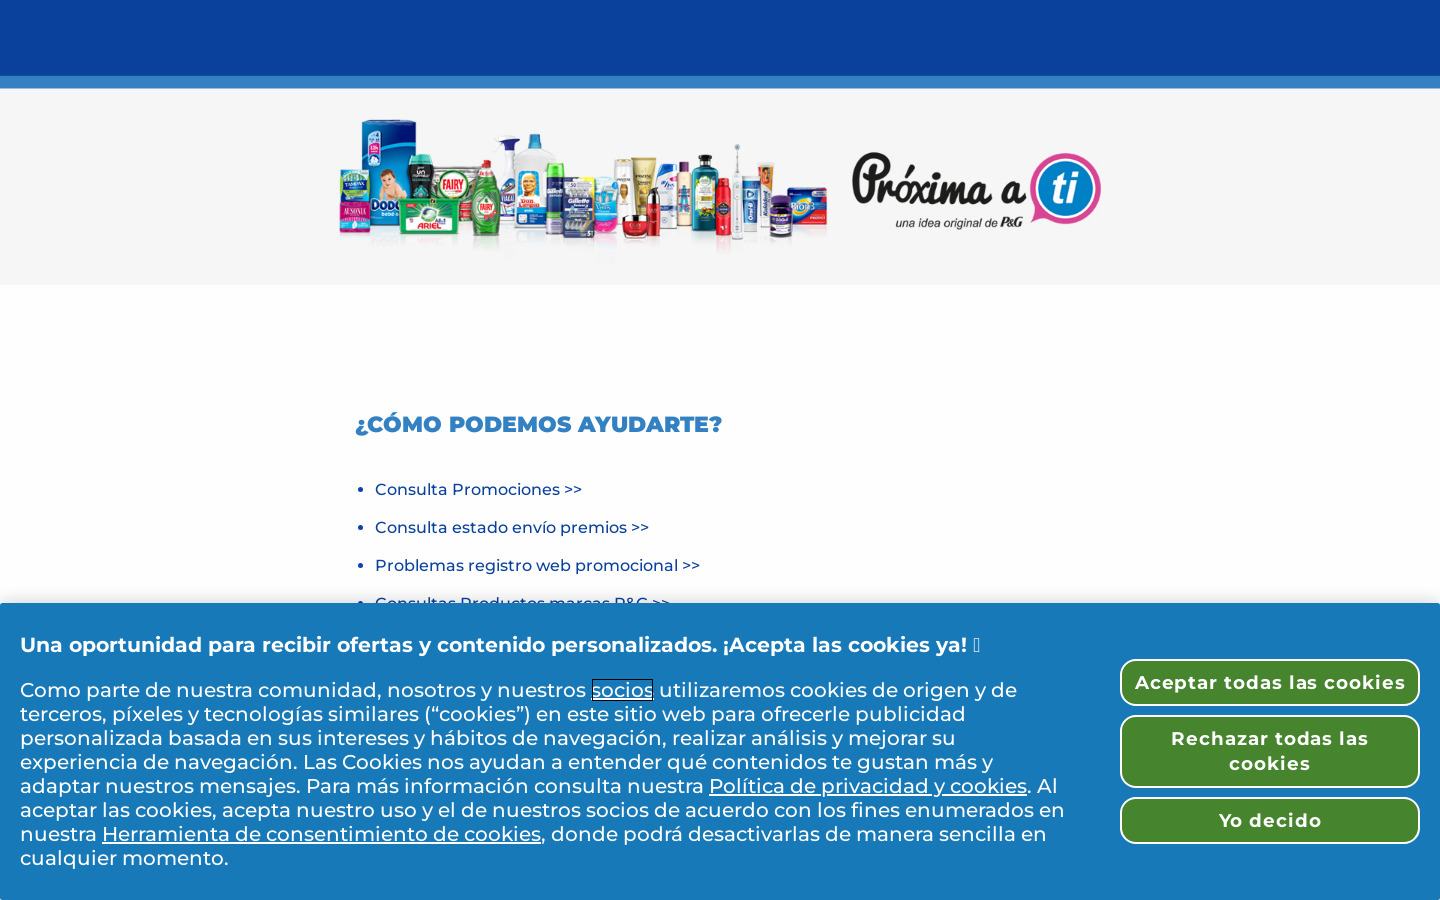 Próxima a ti
una idea original de P&G
FAIRY
ARIEL
FAIRY
Gillette
¿CÓMO PODEMOS AYUDARTE?
Consulta Promociones >>
Consulta estado envío premios >>
Problemas registro web promocional >>
Consultas Productos marcas P&G >>
Una oportunidad para recibir ofertas y contenido personalizados. ¡Acepta las cookies ya!
Como parte de nuestra comunidad, nosotros y nuestros socios utilizaremos cookies de origen y de
terceros, píxeles y tecnologías similares (“cookies”) en este sitio web para ofrecerle publicidad
personalizada basada en sus intereses y hábitos de navegación, realizar análisis y mejorar su
experiencia de navegación. Las Cookies nos ayudan a entender qué contenidos te gustan más y
adaptar nuestros mensajes. Para más información consulta nuestra Política de privacidad y cookies. Al
aceptar las cookies, acepta nuestro uso y el de nuestros socios de acuerdo con los fines enumerados en
nuestra Herramienta de consentimiento de cookies, donde podrá desactivarlas de manera sencilla en
cualquier momento.
Aceptar todas las cookies
Rechazar todas las
cookies
Yo decido